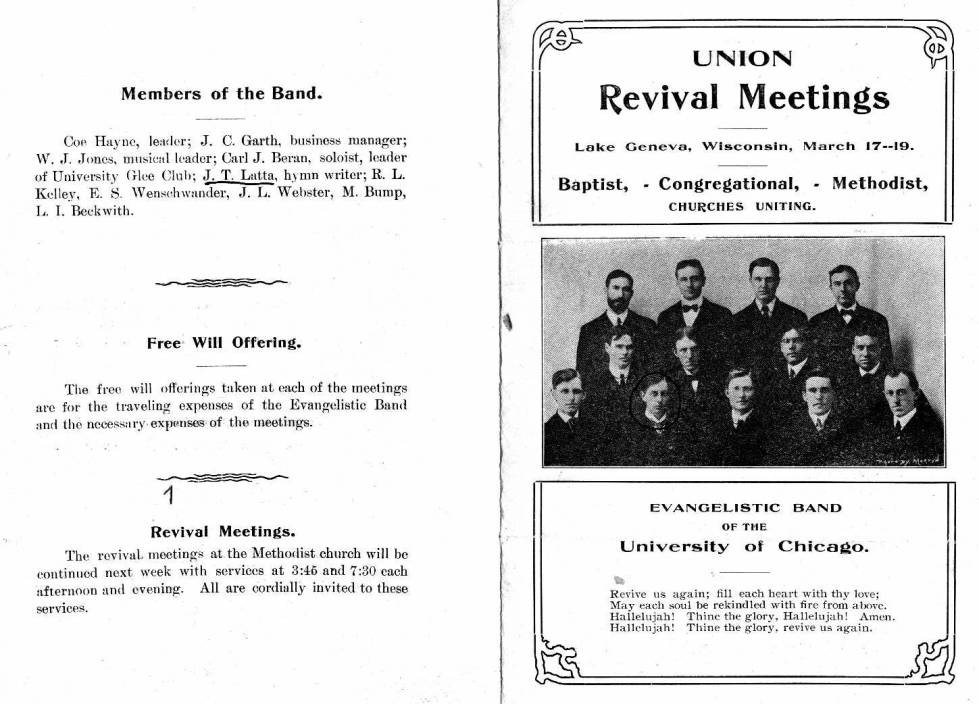 Members of the Band.
Coe Hayne, leader; J. C. Garth, business manager;
W. J. Jones, musical leader; Carl J. Beran, soloist, leader
of University Glee Club; J. T. Latta, hymn writer; R. L.
Kelley, E. S. Wenschwander, J. L. Webster, M. Bump,
L. I. Beckwith.
Free Will Offering.
The free will offerings taken at each of the meetings
are for the traveling expenses of the Evangelistic Band
and the necessary expenses of the meetings.
1
Revival Meetings.
The revival meetings at the Methodist church will be
continued next week with services at 3:45 and 7:30 each
afternoon and evening. All are cordially invited to these
services.
UNION
Revival Meetings
Lake Geneva, Wisconsin, March 17--19.
Baptist, - Congregational, - Methodist,
CHURCHES UNITING.
EVANGELISTIC BAND
OF THE
University of Chicago.
Revive us again; fill each heart with thy love;
May each soul be rekindled with fire from above.
Hallelujah! Thine the glory, Hallelujah! Amen.
Hallelujah! Thine the glory, revive us again.